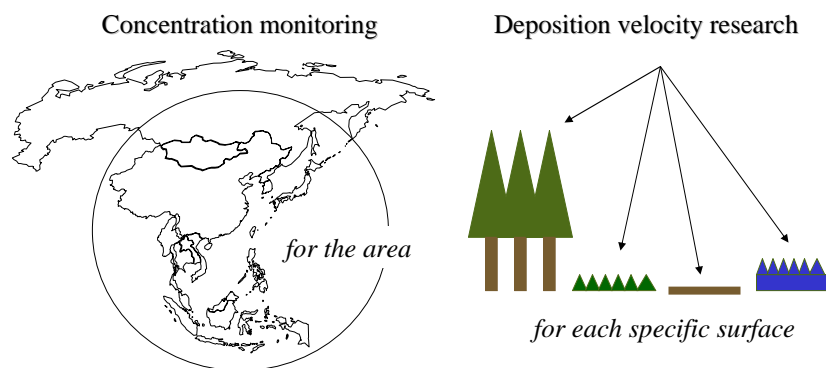 Concentration monitoring
for the area
Deposition velocity research
for each specific surface